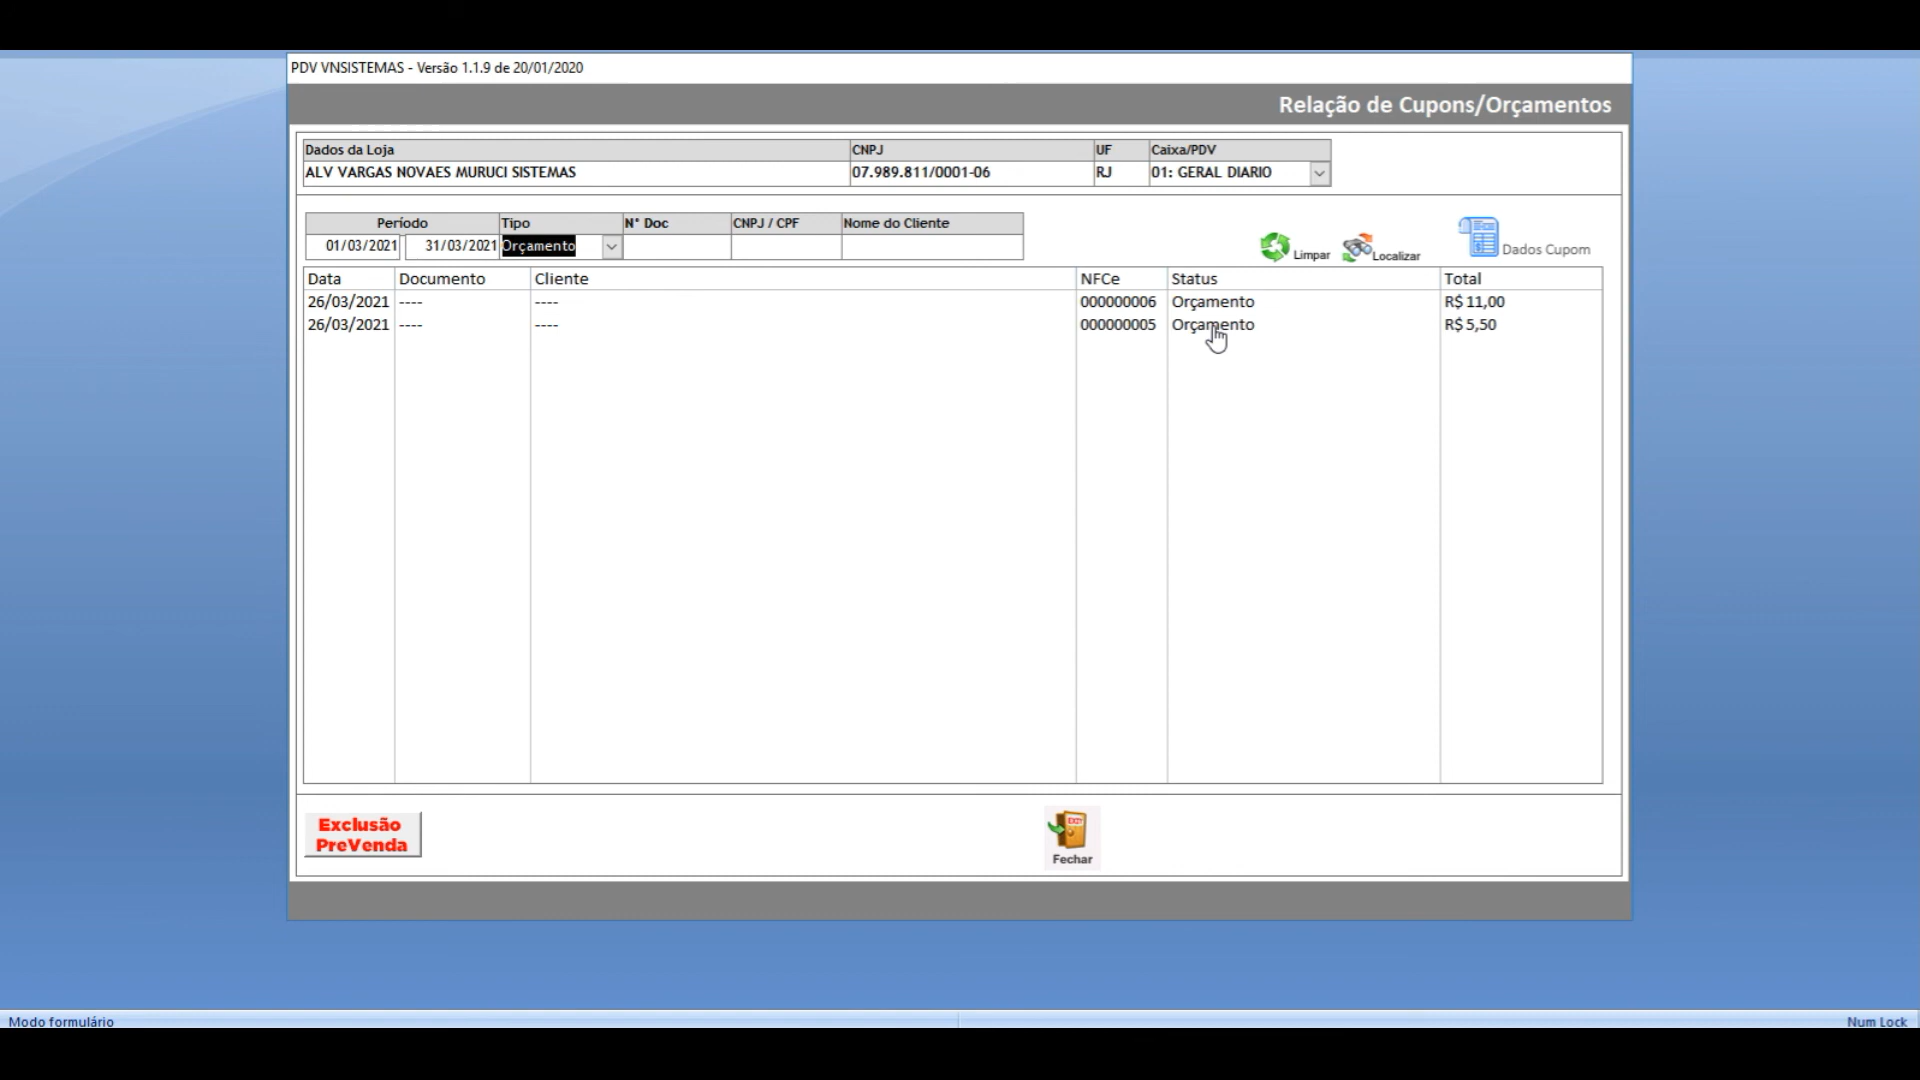 PDV VNSISTEMAS - Versão 1.1.9 de 20/01/2020
Relação de Cupons/Orçamentos
Dados da Loja CNPJ UF Caixa/PDV
ALV VARGAS NOVAES MURUCI SISTEMAS 07.989.811/0001-06 RJ 01: GERAL DIARIO
Período Tipo N° Doc CNPJ / CPF Nome do Cliente
01/03/2021 31/03/2021 Orçamento
Limpar Localizar Dados Cupom
Data Documento Cliente NFCe Status Total
26/03/2021 ---- ---- 000000006 Orçamento R$ 11,00
26/03/2021 ---- ---- 000000005 Orçamento R$ 5,50
Exclusão
PreVenda
EXIT
Fechar
Modo formulário Num Lock